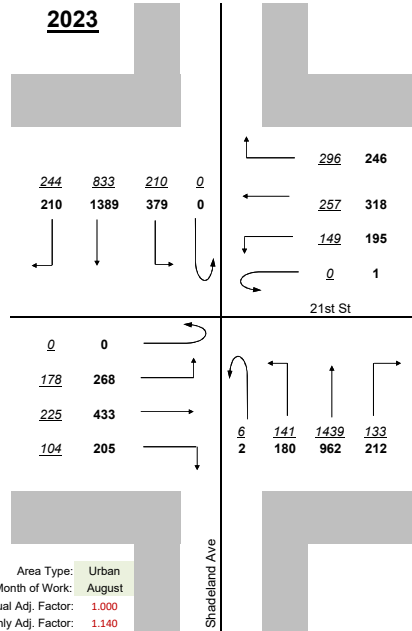 2023
244 833 210 0
210 1389 379 0
296 246
257 318
149 195
0 1
21st St
0 0
178 268
225 433
104 205
6 141 1439 133
2 180 962 212
Shadeland Ave
Area Type: Urban
Month of Work: August
Adj. Factor: 1.000
Adj. Factor: 1.140